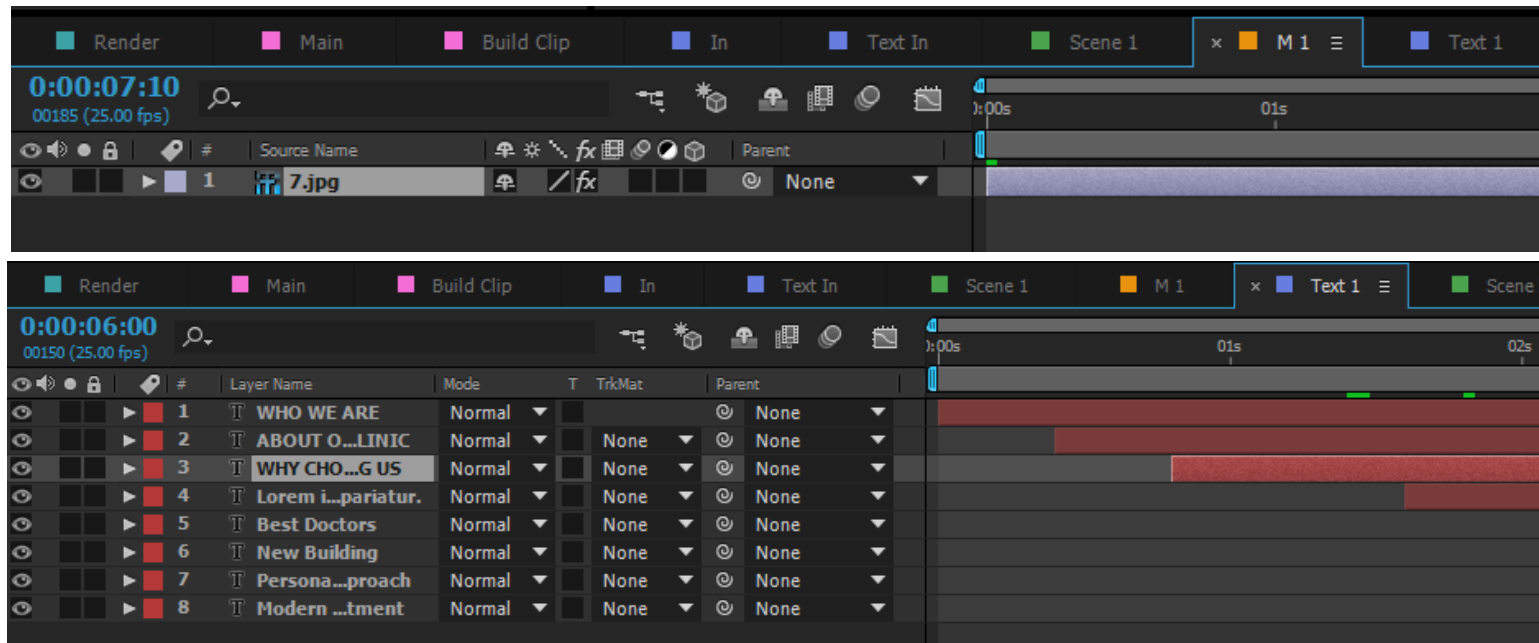 Render Main Build Clip In Text In Scene 1 × M 1 Text 1
0:00:07:10
00185 (25.00 fps)
):00s 01s
# Source Name fx Parent
1 7.jpg fx None
Render Main Build Clip In Text In Scene 1 M 1 × Text 1 Scene
0:00:06:00
00150 (25.00 fps)
):00s 01s 02s
# Layer Name Mode T TrkMat Parent
1 T WHO WE ARE Normal None
2 T ABOUT O...LINIC Normal None None
3 T WHY CHO...G US Normal None None
4 T Lorem i...pariatur. Normal None None
5 T Best Doctors Normal None None
6 T New Building Normal None None
7 T Persona...proach Normal None None
8 T Modern ...tment Normal None None